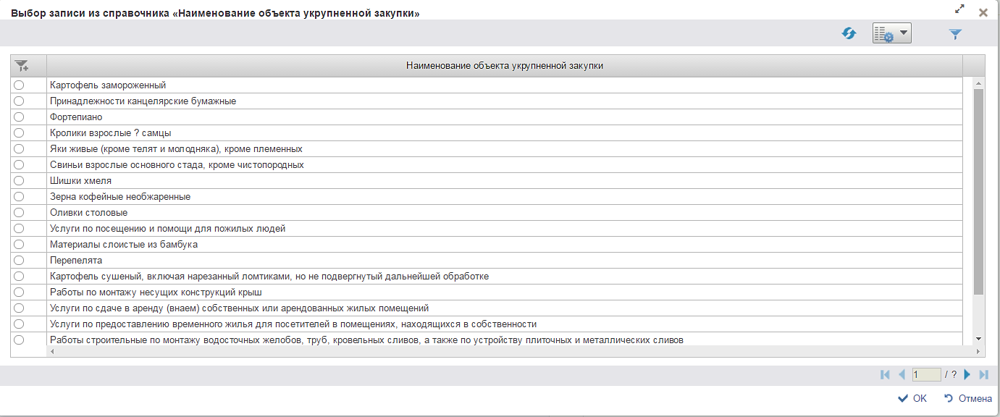 Выбор записи из справочника «Наименование объекта укрупненной закупки»
Наименование объекта укрупненной закупки
Картофель замороженный
Принадлежности канцелярские бумажные
Фортепиано
Кролики взрослые ? самцы
Яки живые (кроме телят и молодняка), кроме племенных
Свиньи взрослые основного стада, кроме чистопородных
Шишки хмеля
Зерна кофейные необжаренные
Оливки столовые
Услуги по посещению и помощи для пожилых людей
Материалы слоистые из бамбука
Перепелята
Картофель сушеный, включая нарезанный ломтиками, но не подвергнутый дальнейшей обработке
Работы по монтажу несущих конструкций крыш
Услуги по сдаче в аренду (внаем) собственных или арендованных жилых помещений
Услуги по предоставлению временного жилья для посетителей в помещениях, находящихся в собственности
Работы строительные по монтажу водосточных желобов, труб, кровельных сливов, а также по устройству плиточных и металлических сливов
1 / ?
ОК Отмена